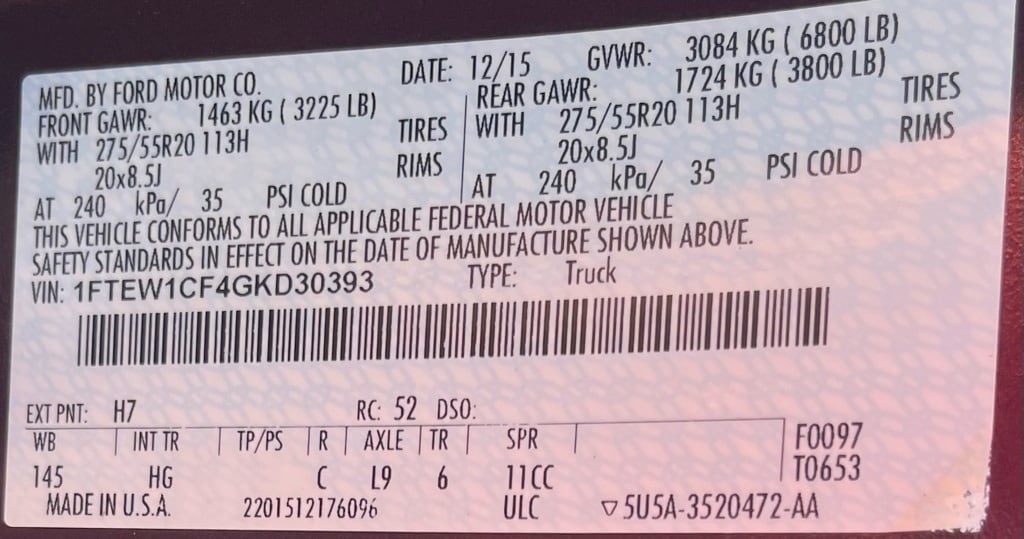 MFD. BY FORD MOTOR CO. DATE: 12/15 GVWR: 3084 KG ( 6800 LB)
FRONT GAWR: 1463 KG ( 3225 LB) REAR GAWR: 1724 KG ( 3800 LB)
WITH 275/55R20 113H TIRES WITH 275/55R20 113H TIRES
20x8.5J RIMS 20x8.5J RIMS
AT 240 kPa/ 35 PSI COLD AT 240 kPa/ 35 PSI COLD
THIS VEHICLE CONFORMS TO ALL APPLICABLE FEDERAL MOTOR VEHICLE
SAFETY STANDARDS IN EFFECT ON THE DATE OF MANUFACTURE SHOWN ABOVE.
VIN: 1FTEW1CF4GKD30393 TYPE: Truck
EXT PNT: H7 RC: 52 DSO:
WB INT TR TP/PS R AXLE TR SPR F0097
145 HG C L9 6 11CC T0653
MADE IN U.S.A. 2201512176096 ULC ▽5U5A-3520472-AA